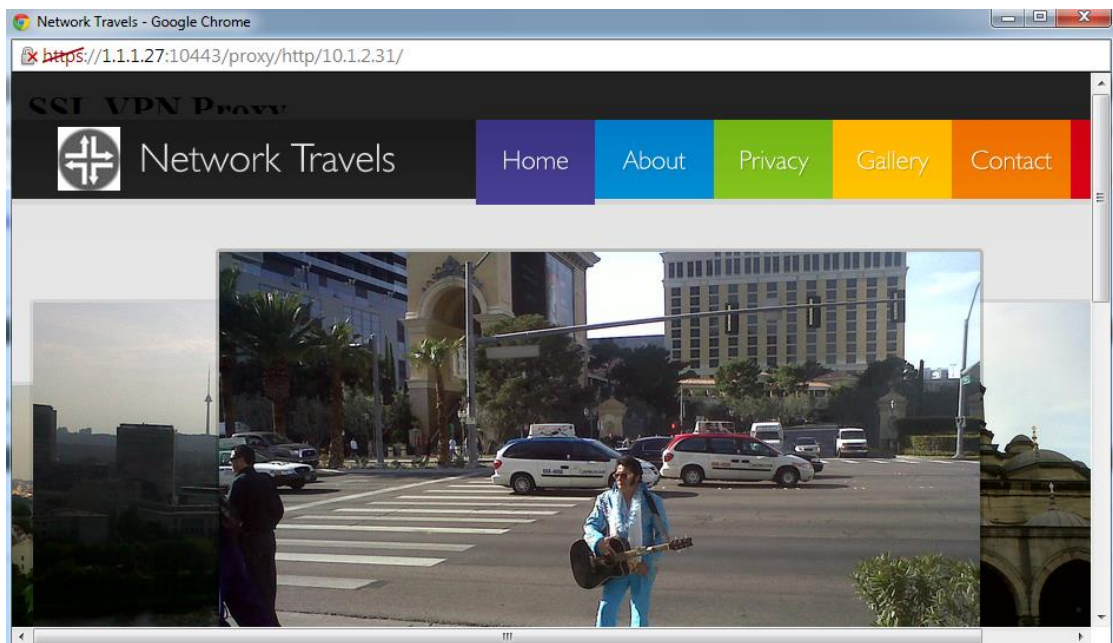 Network Travels - Google Chrome
https://1.1.1.27:10443/proxy/http/10.1.2.31/
SSL VPN Proxy
Network Travels
Home
About
Privacy
Gallery
Contact